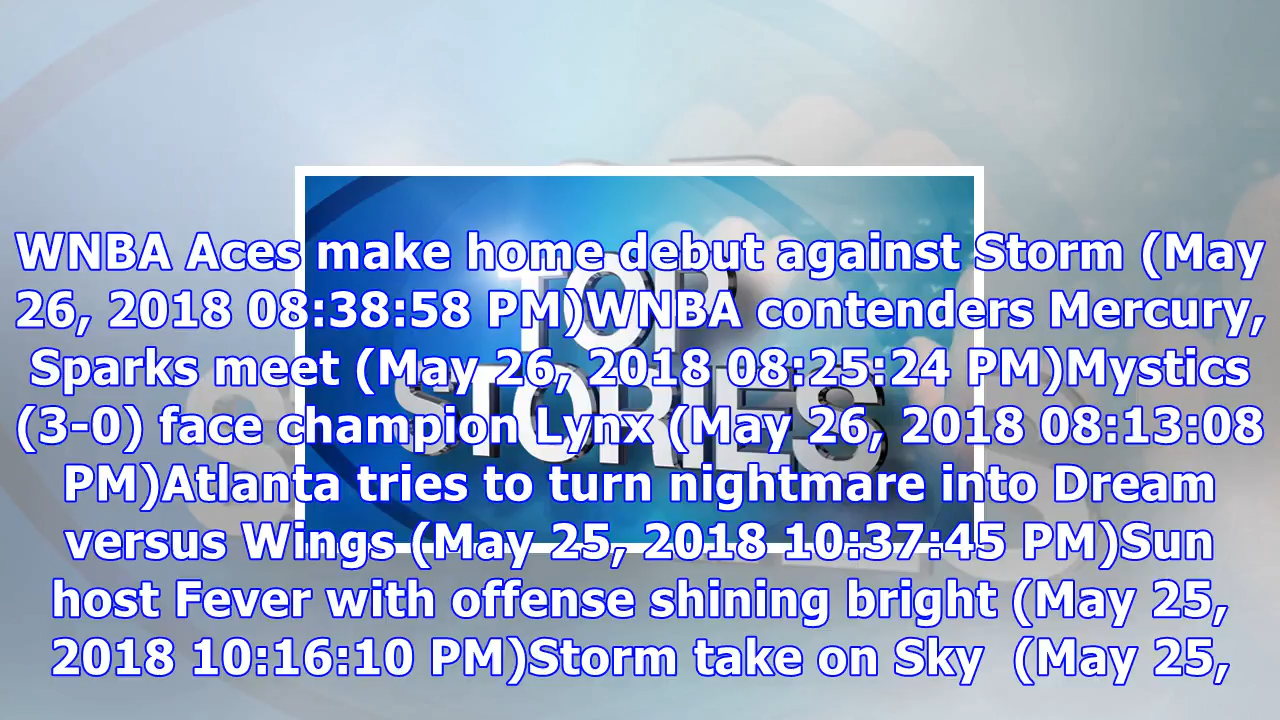 WNBA Aces make home debut against Storm (May
26, 2018 08:38:58 PM)WNBA contenders Mercury,
Sparks meet (May 26, 2018 08:25:24 PM)Mystics
(3-0) face champion Lynx (May 26, 2018 08:13:08
PM)Atlanta tries to turn nightmare into Dream
versus Wings (May 25, 2018 10:37:45 PM)Sun
host Fever with offense shining bright (May 25,
2018 10:16:10 PM)Storm take on Sky (May 25,
TOP
STORIES